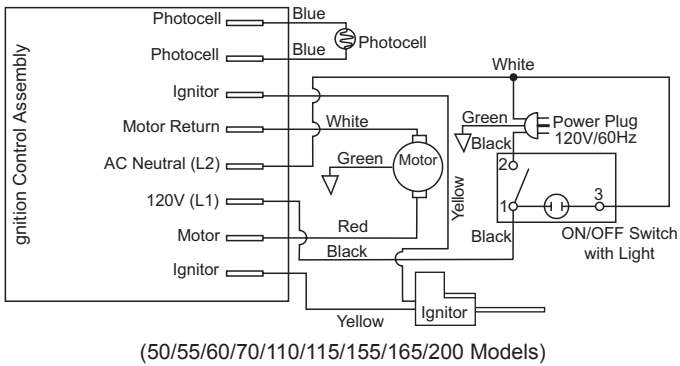 gnition Control Assembly
Photocell
Blue
Photocell
Blue
Photocell
Ignitor
Motor Return
White
AC Neutral (L2)
Green
Motor
120V (L1)
Motor
Red
Black
Ignitor
Yellow
Yellow
Ignitor
White
Green
Power Plug
120V/60Hz
Black
2
1
3
Black
ON/OFF Switch
with Light
(50/55/60/70/110/115/155/165/200 Models)